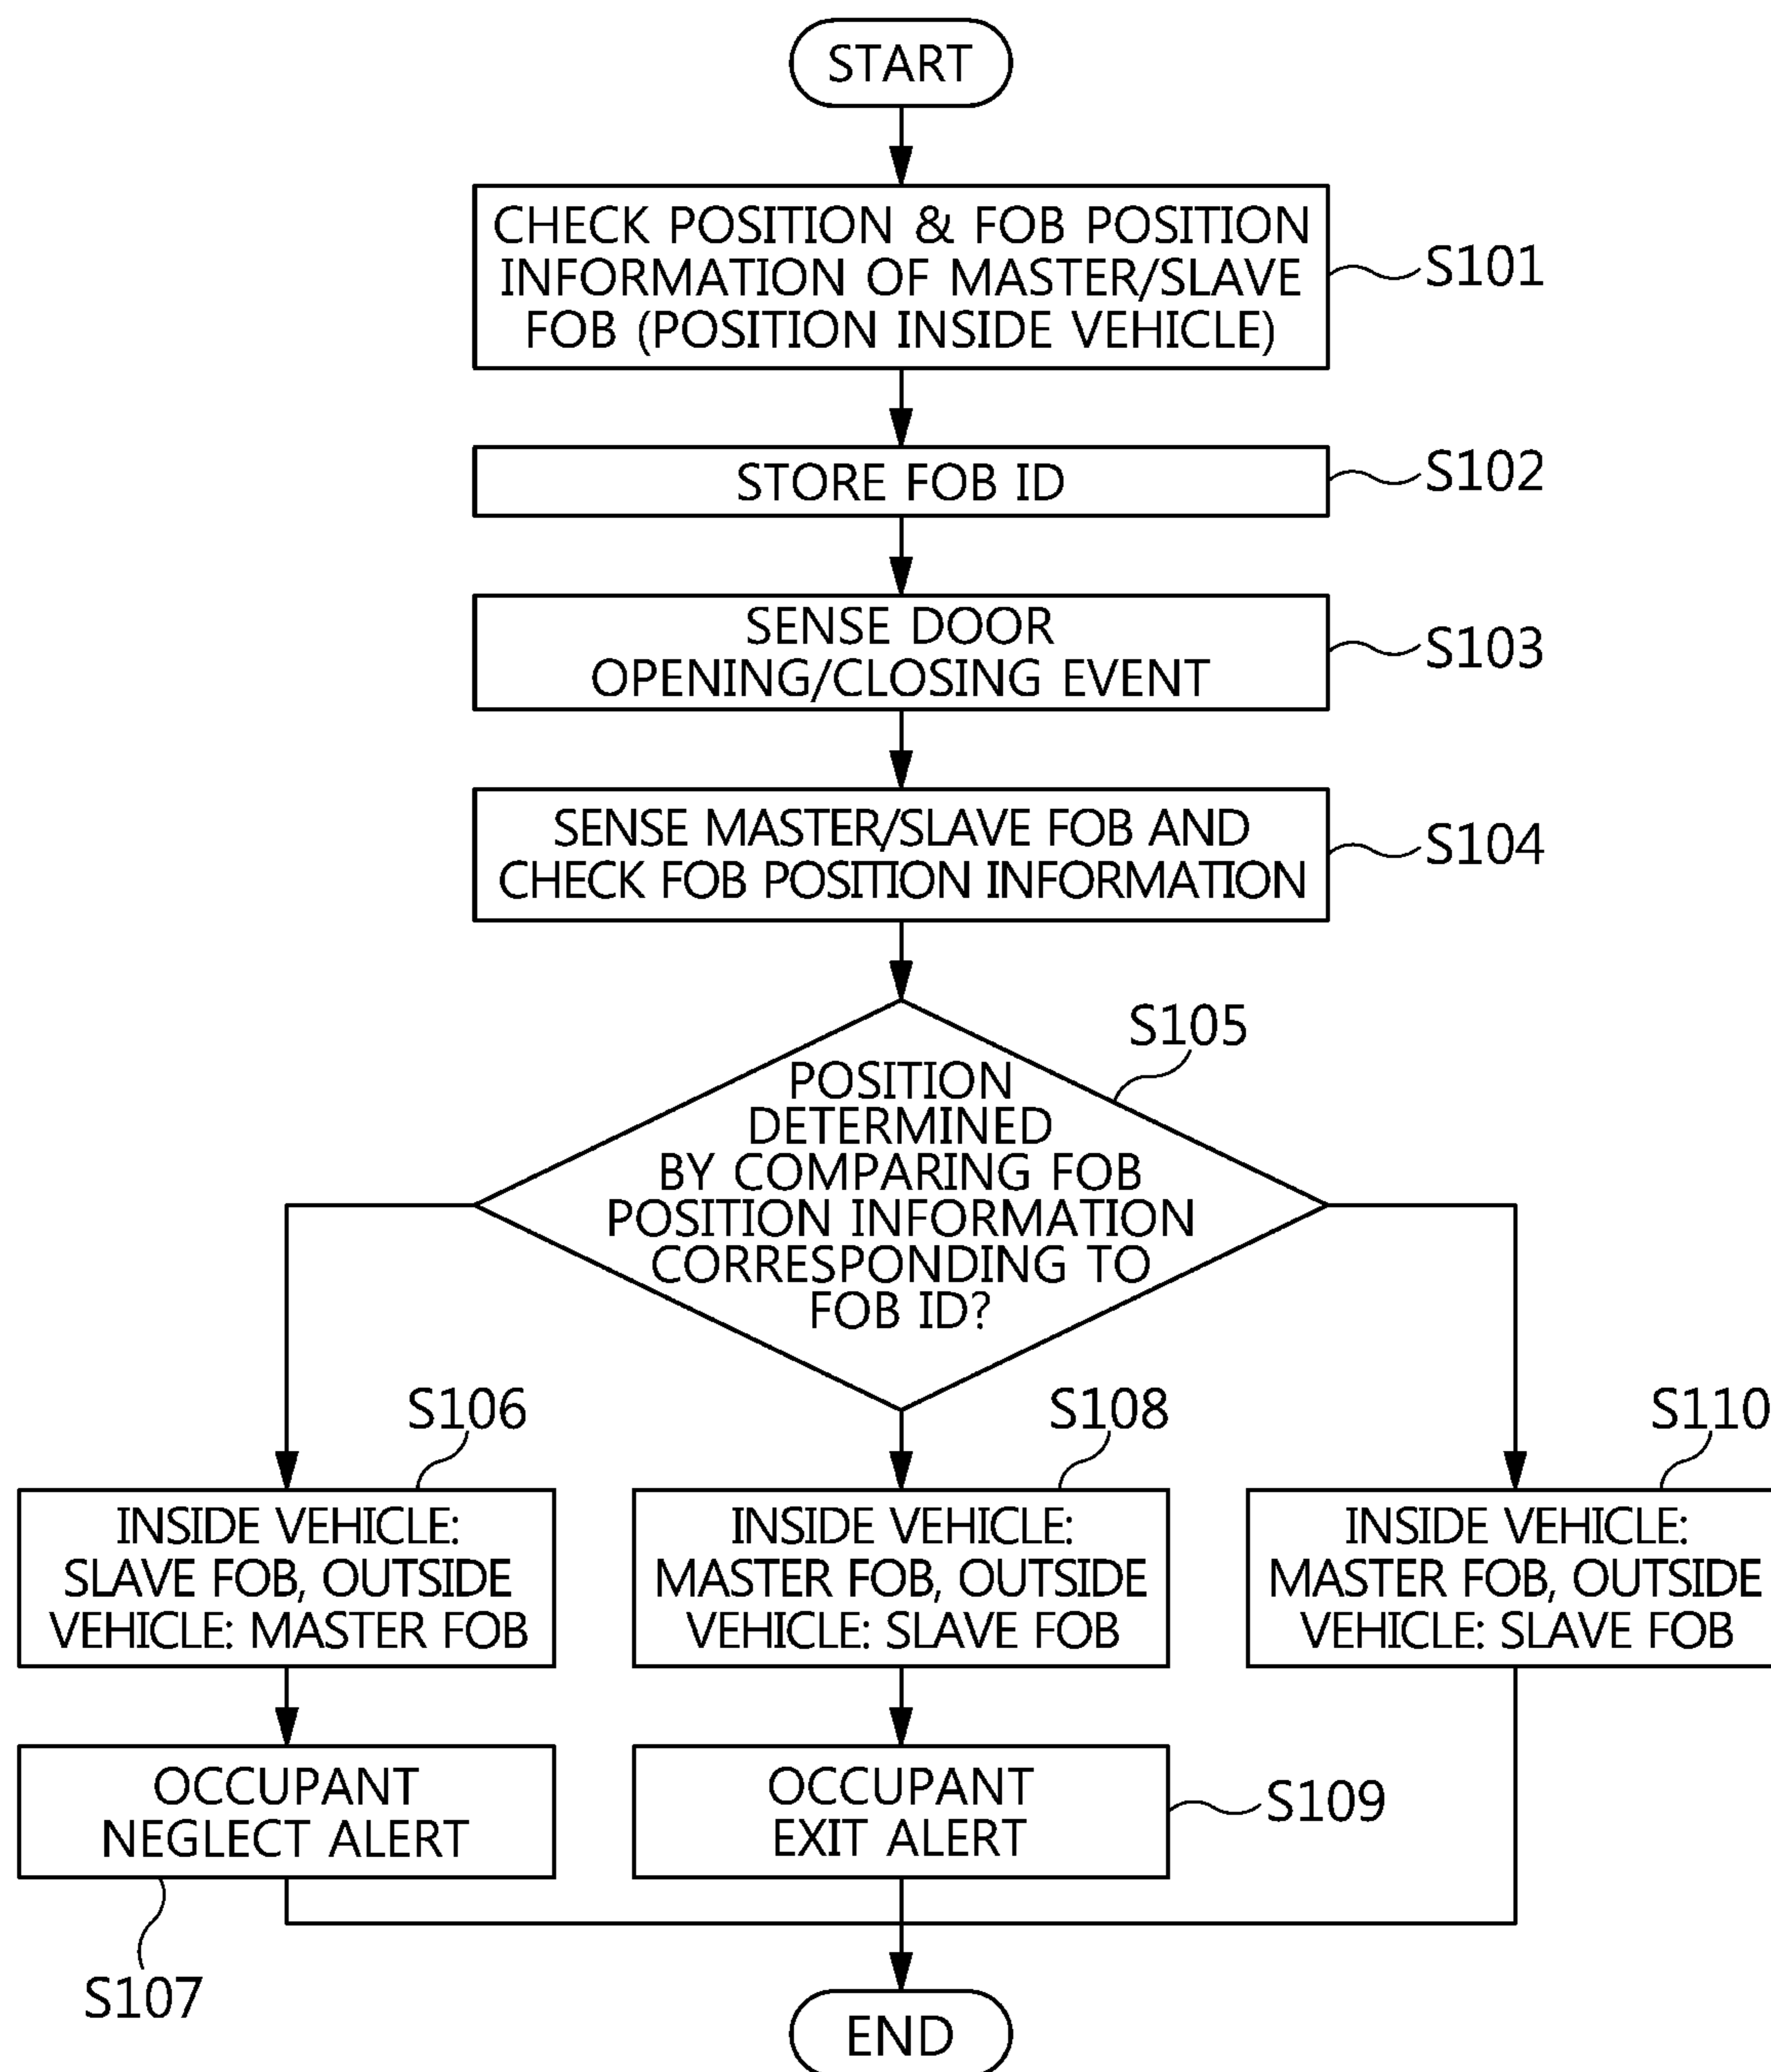 START
CHECK POSITION & FOB POSITION
INFORMATION OF MASTER/SLAVE
FOB (POSITION INSIDE VEHICLE)
S101
STORE FOB ID
S102
SENSE DOOR
OPENING/CLOSING EVENT
S103
SENSE MASTER/SLAVE FOB AND
CHECK FOB POSITION INFORMATION
S104
S105
POSITION
DETERMINED
BY COMPARING FOB
POSITION INFORMATION
CORRESPONDING TO
FOB ID?
S106
INSIDE VEHICLE:
SLAVE FOB, OUTSIDE
VEHICLE: MASTER FOB
S108
INSIDE VEHICLE:
MASTER FOB, OUTSIDE
VEHICLE: SLAVE FOB
S110
INSIDE VEHICLE:
MASTER FOB, OUTSIDE
VEHICLE: SLAVE FOB
OCCUPANT
NEGLECT ALERT
S107
OCCUPANT
EXIT ALERT
S109
END